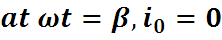 at ωt = β, i₀ = 0